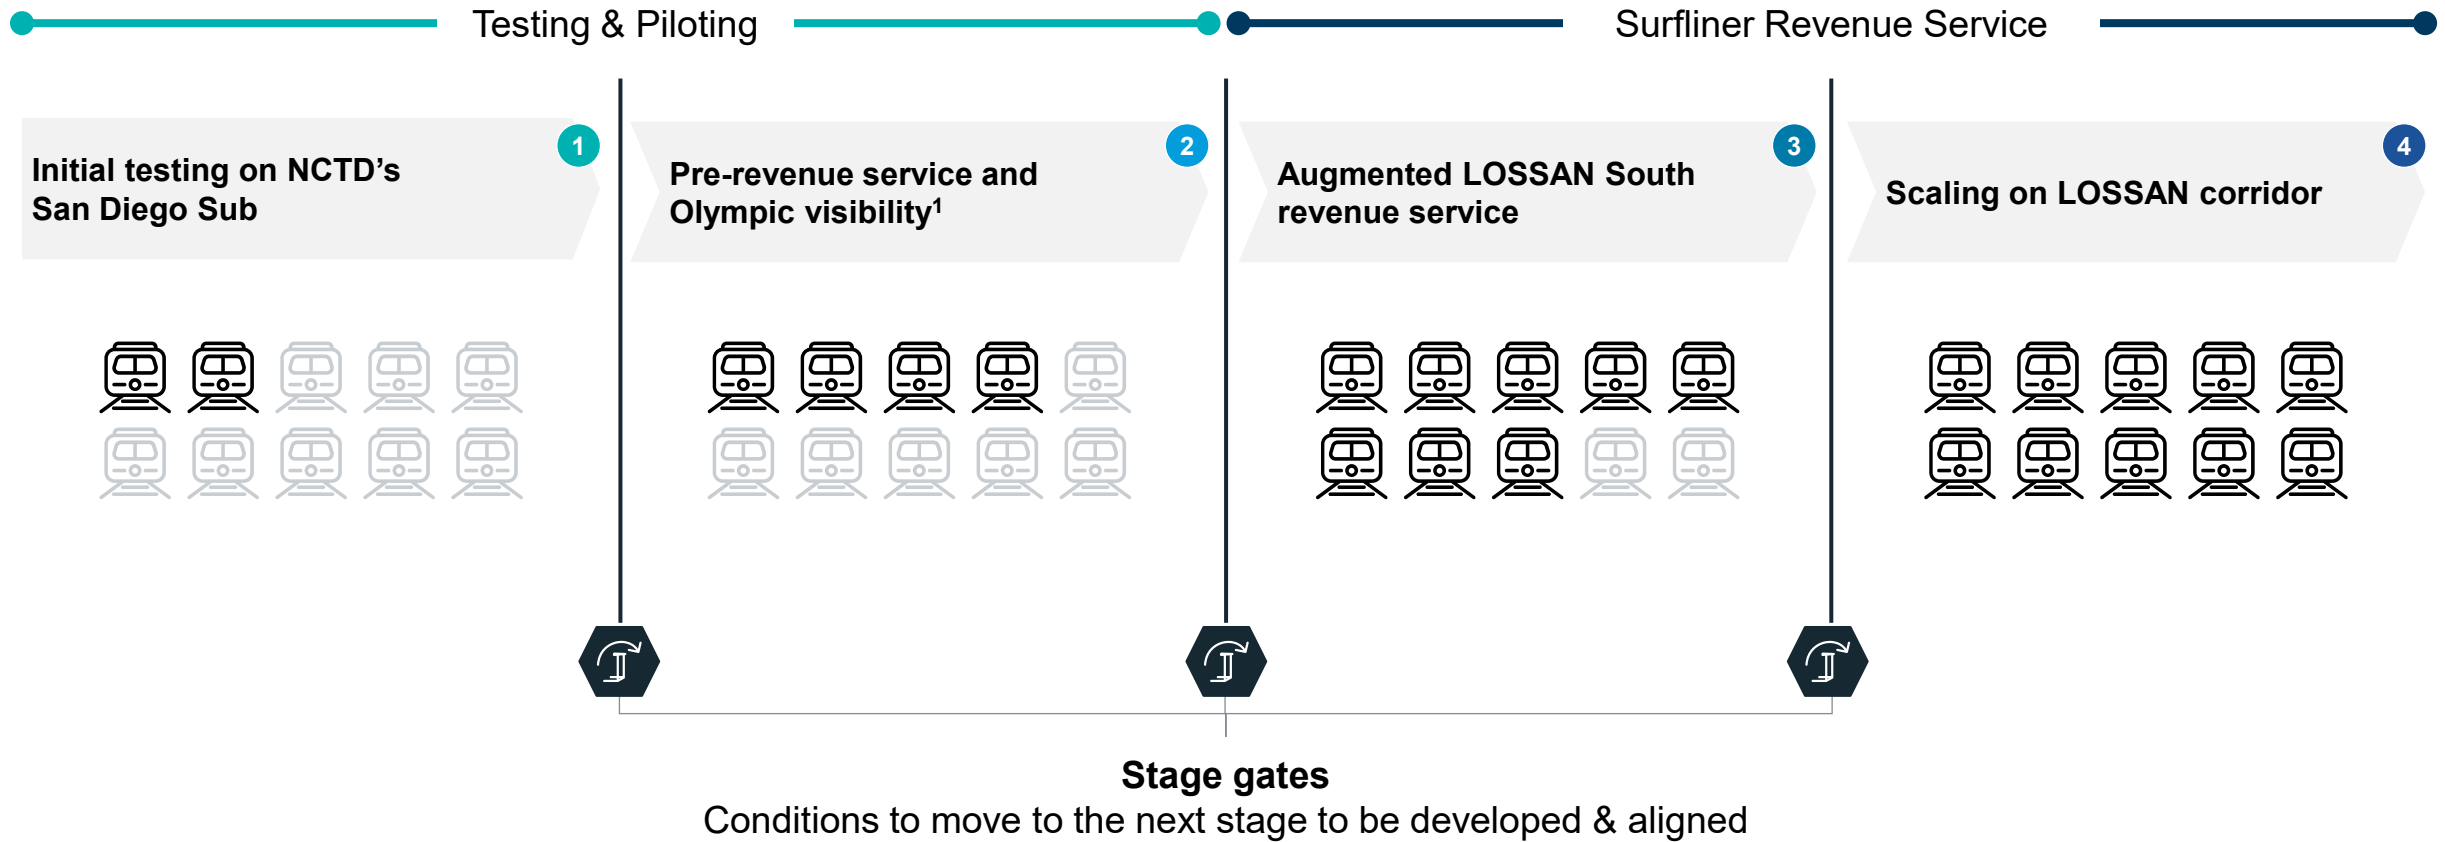 Testing & Piloting
Surfliner Revenue Service
1
Initial testing on NCTD’s
San Diego Sub
2
Pre-revenue service and
Olympic visibility¹
3
Augmented LOSSAN South
revenue service
4
Scaling on LOSSAN corridor
Stage gates
Conditions to move to the next stage to be developed & aligned